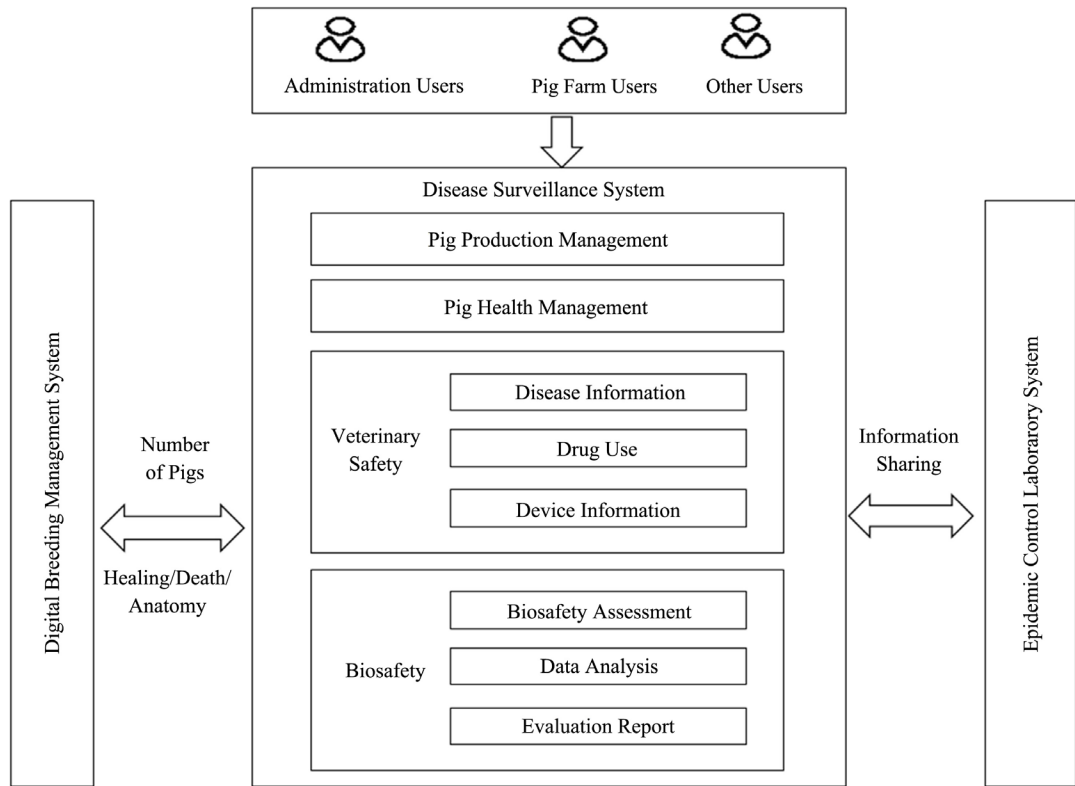 Administration Users
Pig Farm Users
Other Users
Disease Surveillance System
Pig Production Management
Pig Health Management
Veterinary
Safety
Disease Information
Drug Use
Device Information
Biosafety
Biosafety Assessment
Data Analysis
Evaluation Report
Digital Breeding Management System
Number
of Pigs
Healing/Death/
Anatomy
Information
Sharing
Epidemic Control Laborarory System